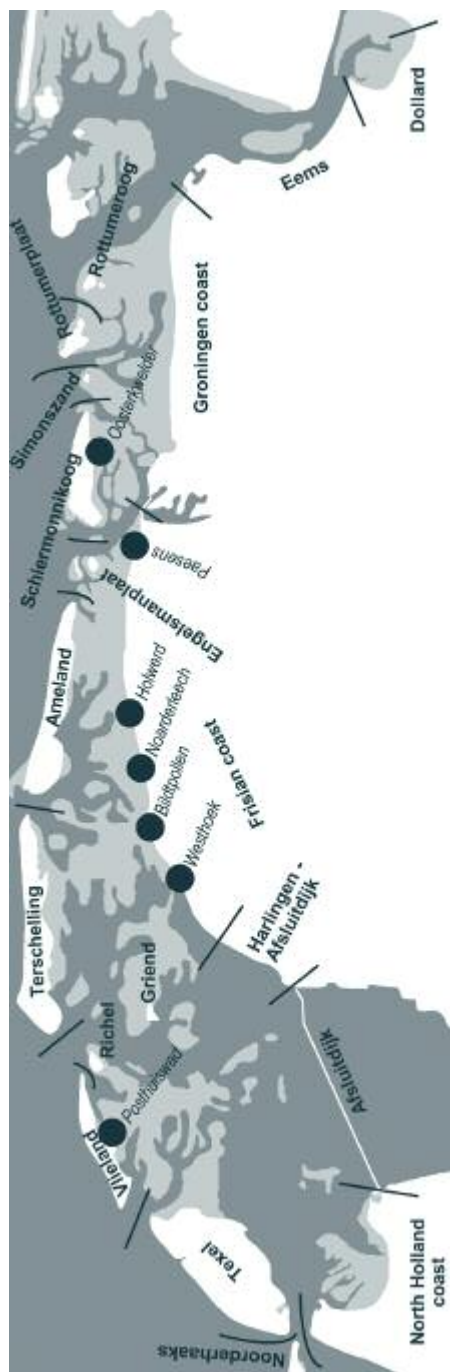 Noorderhaaks
Texel
North Holland
coast
Afsluitdijk
Vlieland
Posthuiswad
Richel
Griend
Harlingen -
Afsluitdijk
Terschelling
Westhoek
Bildtpollen
Noarderleech
Holwerd
Frisian coast
Ameland
Engelsmanplaat
Paesens
Schiermonnikoog
Oosterkwelder
Simonszand
Rottumerplaat
Rottumeroog
Groningen coast
Eems
Dollard